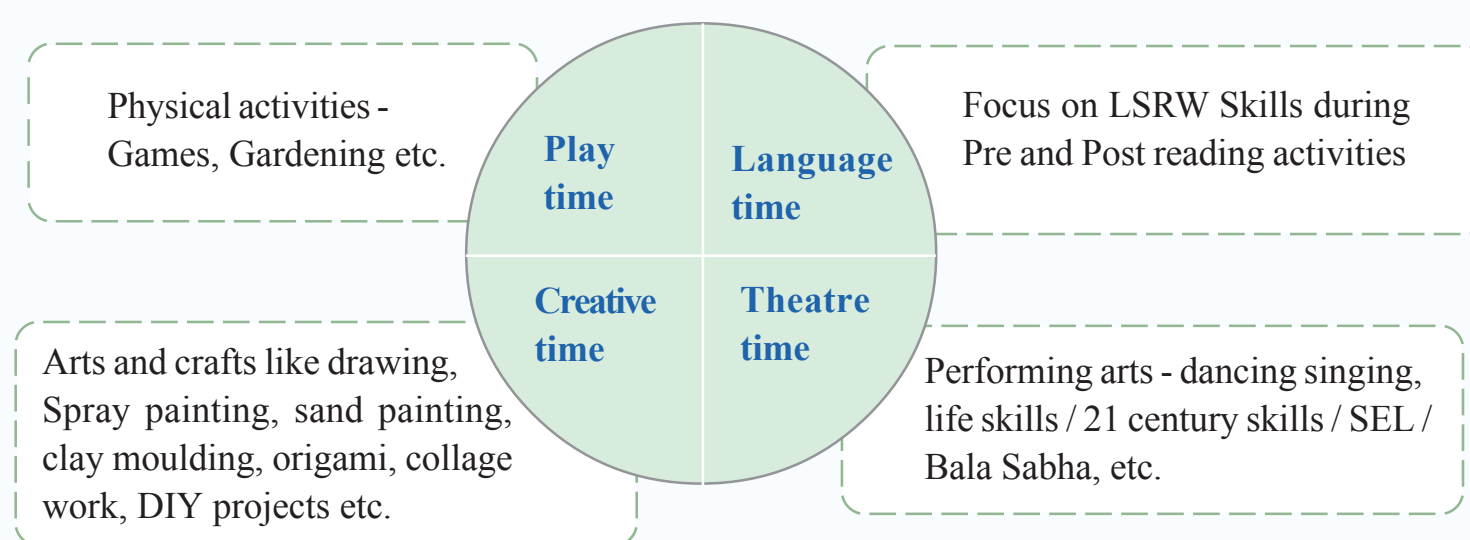 Physical activities -
Games, Gardening etc.
Play
time
Language
time
Focus on LSRW Skills during
Pre and Post reading activities
Creative
time
Theatre
time
Arts and crafts like drawing,
Spray painting, sand painting,
clay moulding, origami, collage
work, DIY projects etc.
Performing arts - dancing singing,
life skills / 21 century skills / SEL /
Bala Sabha, etc.